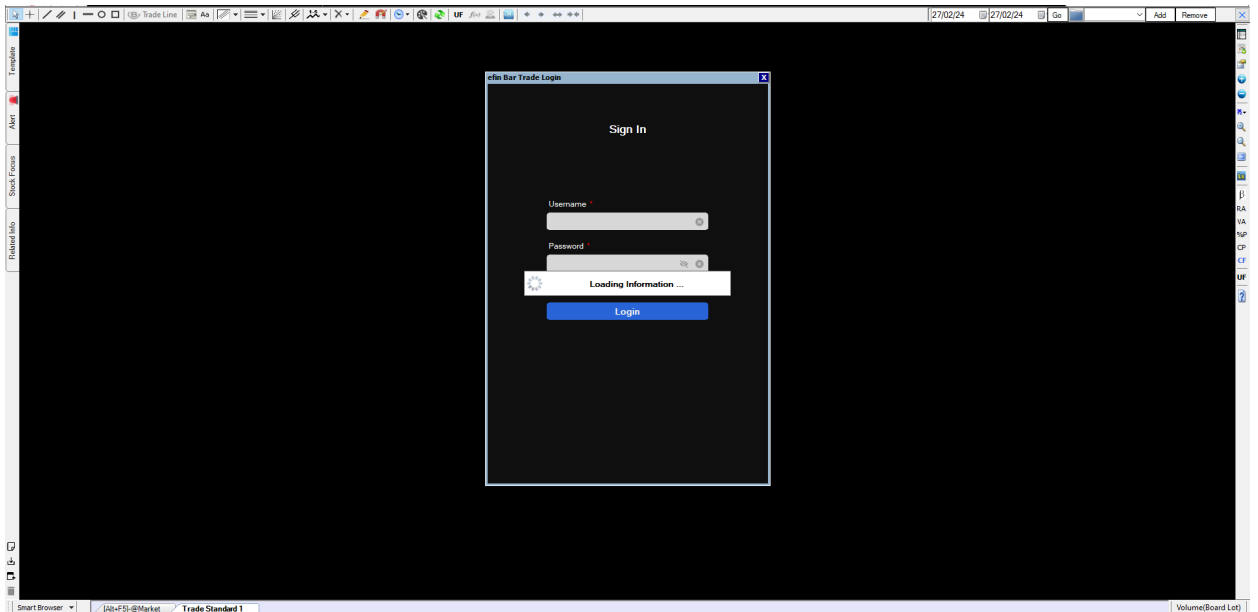 Trade Line Aa UF f(x) 27/02/24 27/02/24 Go Add Remove
Template
Alert
Stock Focus
Related Info
efin Bar Trade Login X
Sign In
Username *
Password *
Loading Information ...
Login
β
RA
VA
%P
CP
CF
UF
?
Smart Browser [Alt+F5]-@Market Trade Standard 1 Volume(Board Lot)